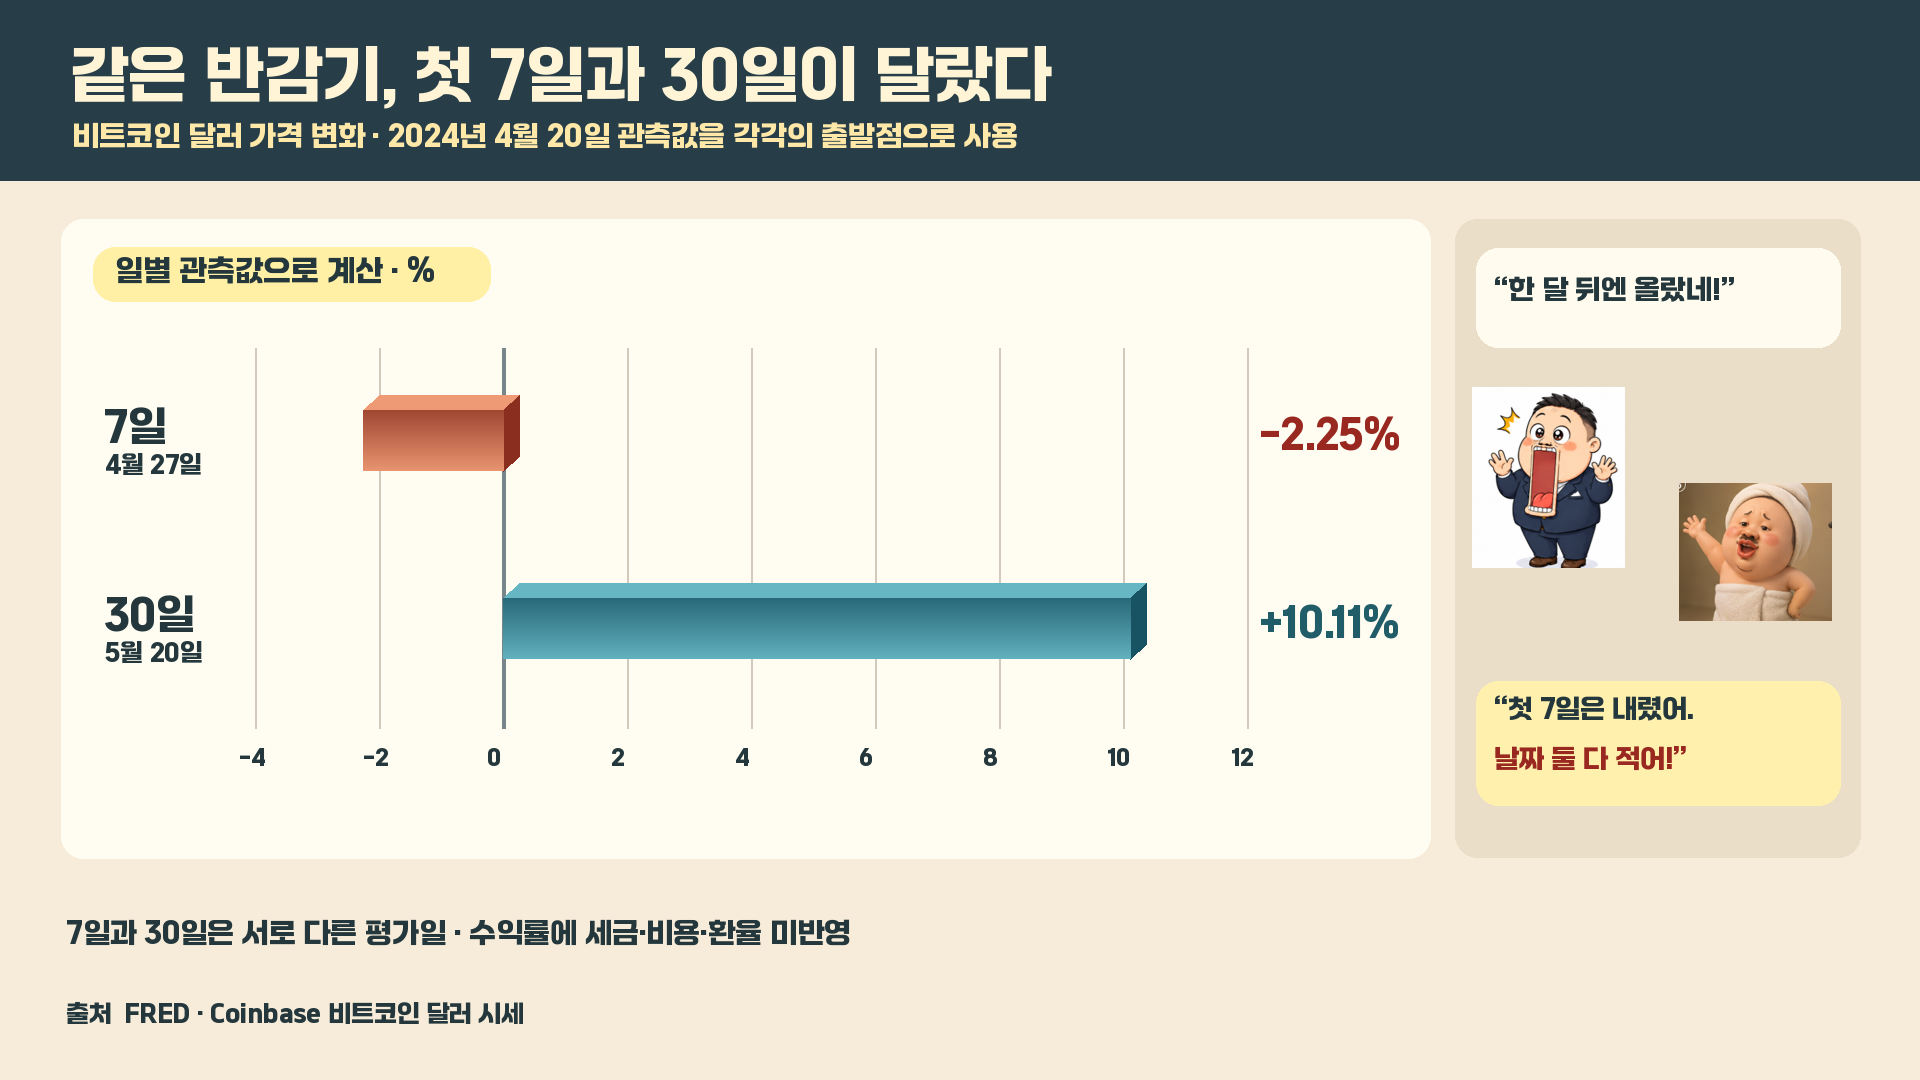 같은 반감기, 첫 7일과 30일이 달랐다
비트코인 달러 가격 변화 · 2024년 4월 20일 관측값을 각각의 출발점으로 사용
일별 관측값으로 계산 · %
7일
4월 27일
−2.25%
30일
5월 20일
+10.11%
−4 −2 0 2 4 6 8 10 12
“한 달 뒤엔 올랐네!”
“첫 7일은 내렸어.
날짜 둘 다 적어!”
7일과 30일은 서로 다른 평가일 · 수익률에 세금·비용·환율 미반영
출처 FRED · Coinbase 비트코인 달러 시세